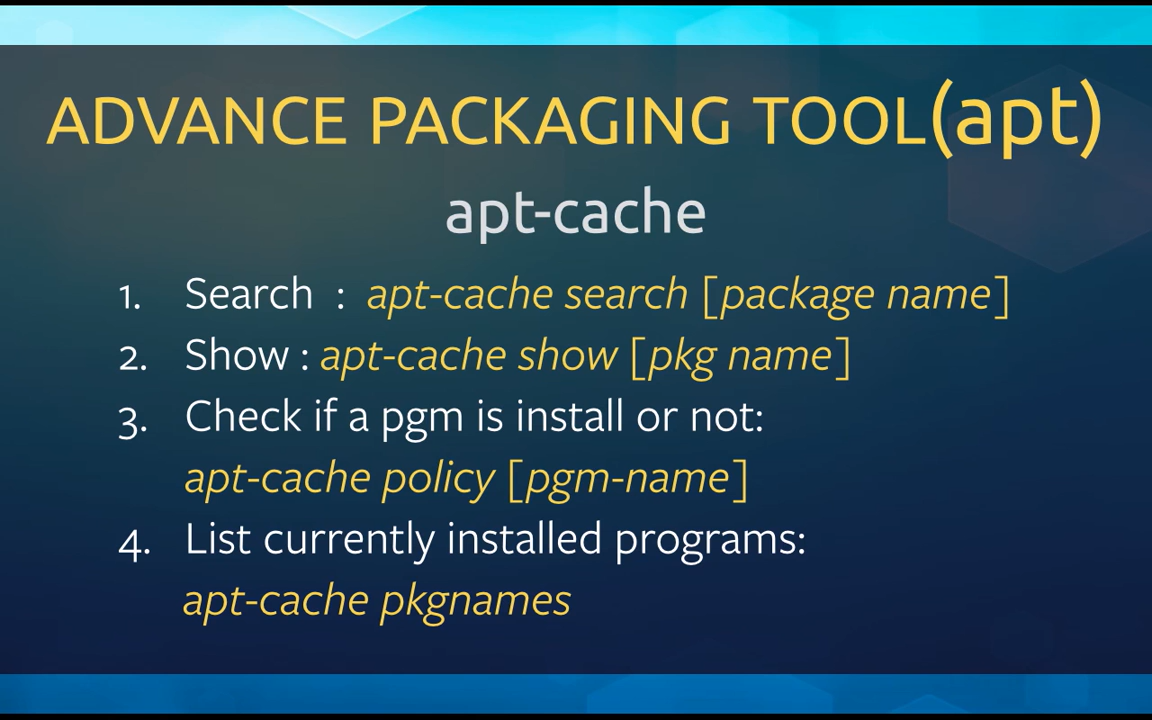 ADVANCE PACKAGING TOOL(apt)
apt-cache
1. Search : apt-cache search [package name]
2. Show : apt-cache show [pkg name]
3. Check if a pgm is install or not:
apt-cache policy [pgm-name]
4. List currently installed programs:
apt-cache pkgnames